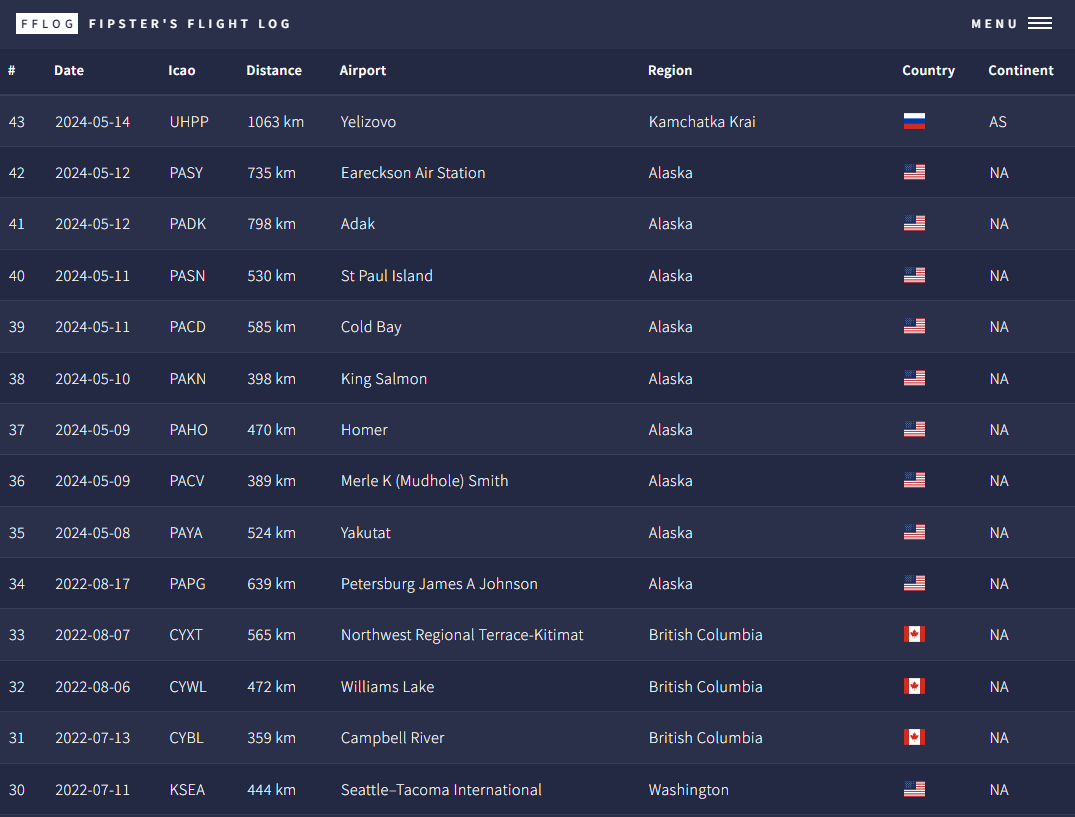 FFLOG FIPSTER'S FLIGHT LOG MENU
# Date Icao Distance Airport Region Country Continent
43 2024-05-14 UHPP 1063 km Yelizovo Kamchatka Krai AS
42 2024-05-12 PASY 735 km Eareckson Air Station Alaska NA
41 2024-05-12 PADK 798 km Adak Alaska NA
40 2024-05-11 PASN 530 km St Paul Island Alaska NA
39 2024-05-11 PACD 585 km Cold Bay Alaska NA
38 2024-05-10 PAKN 398 km King Salmon Alaska NA
37 2024-05-09 PAHO 470 km Homer Alaska NA
36 2024-05-09 PACV 389 km Merle K (Mudhole) Smith Alaska NA
35 2024-05-08 PAYA 524 km Yakutat Alaska NA
34 2022-08-17 PAPG 639 km Petersburg James A Johnson Alaska NA
33 2022-08-07 CYXT 565 km Northwest Regional Terrace-Kitimat British Columbia NA
32 2022-08-06 CYWL 472 km Williams Lake British Columbia NA
31 2022-07-13 CYBL 359 km Campbell River British Columbia NA
30 2022-07-11 KSEA 444 km Seattle–Tacoma International Washington NA